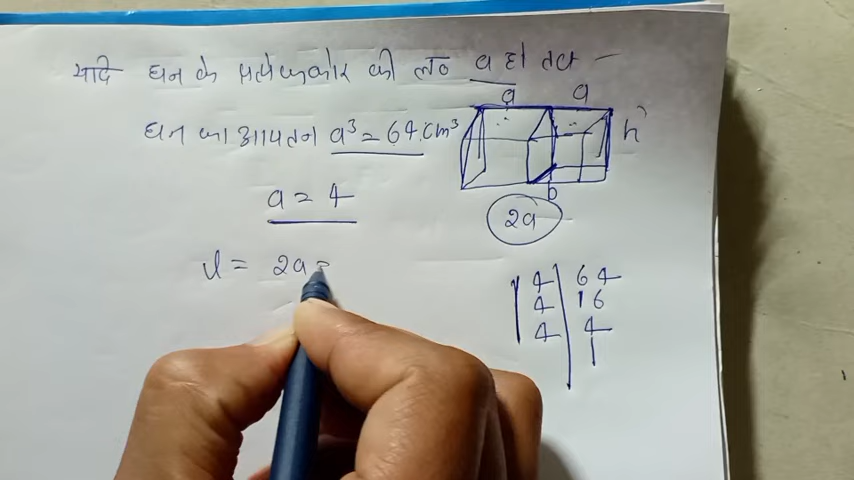 यदि घन के प्रत्येक कोर की ल० a हो तब -
a a
घन का आयतन a³ = 64 cm³
h
b
a = 4
2a
l = 2a =
4 64
4 16
4 4
1